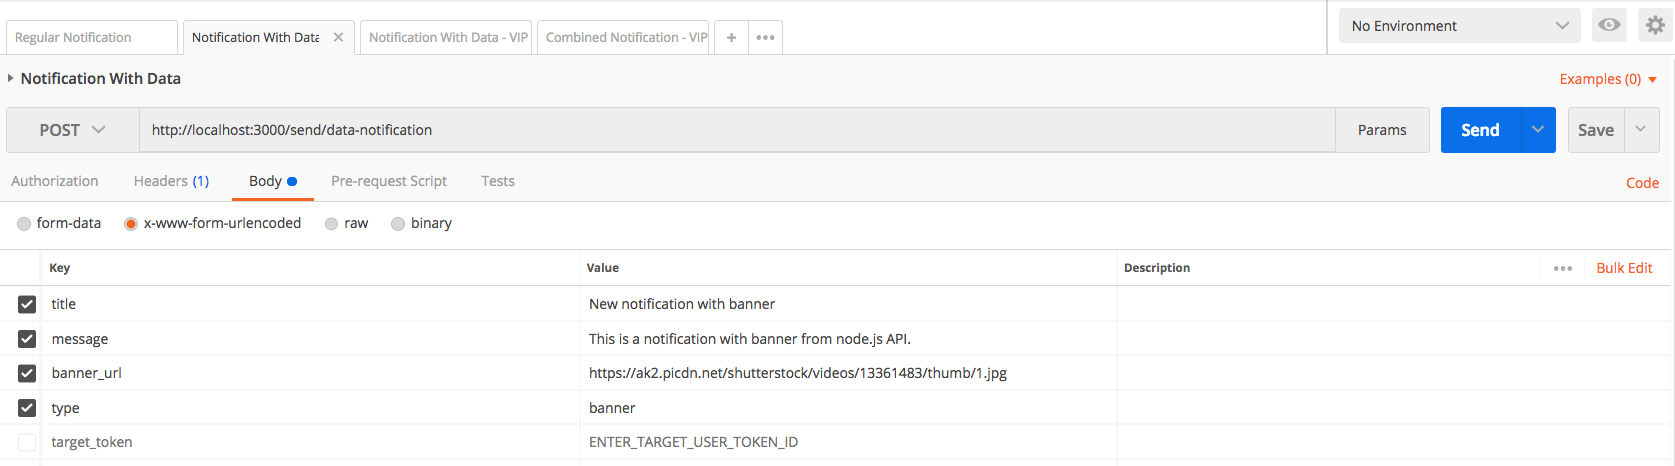 Regular Notification Notification With Data Notification With Data - VIP Combined Notification - VIP No Environment
Notification With Data Examples (0)
POST http://localhost:3000/send/data-notification Params Send Save
Authorization Headers (1) Body Pre-request Script Tests Code
form-data x-www-form-urlencoded raw binary
Key Value Description Bulk Edit
title New notification with banner
message This is a notification with banner from node.js API.
banner_url https://ak2.picdn.net/shutterstock/videos/13361483/thumb/1.jpg
type banner
target_token ENTER_TARGET_USER_TOKEN_ID